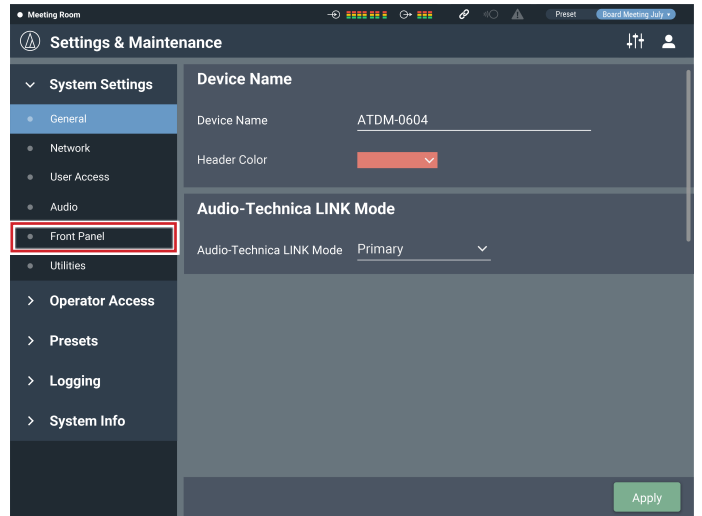 Meeting Room
Preset Board Meeting July
Settings & Maintenance
System Settings
General
Network
User Access
Audio
Front Panel
Utilities
Operator Access
Presets
Logging
System Info
Device Name
Device Name ATDM-0604
Header Color
Audio-Technica LINK Mode
Audio-Technica LINK Mode Primary
Apply